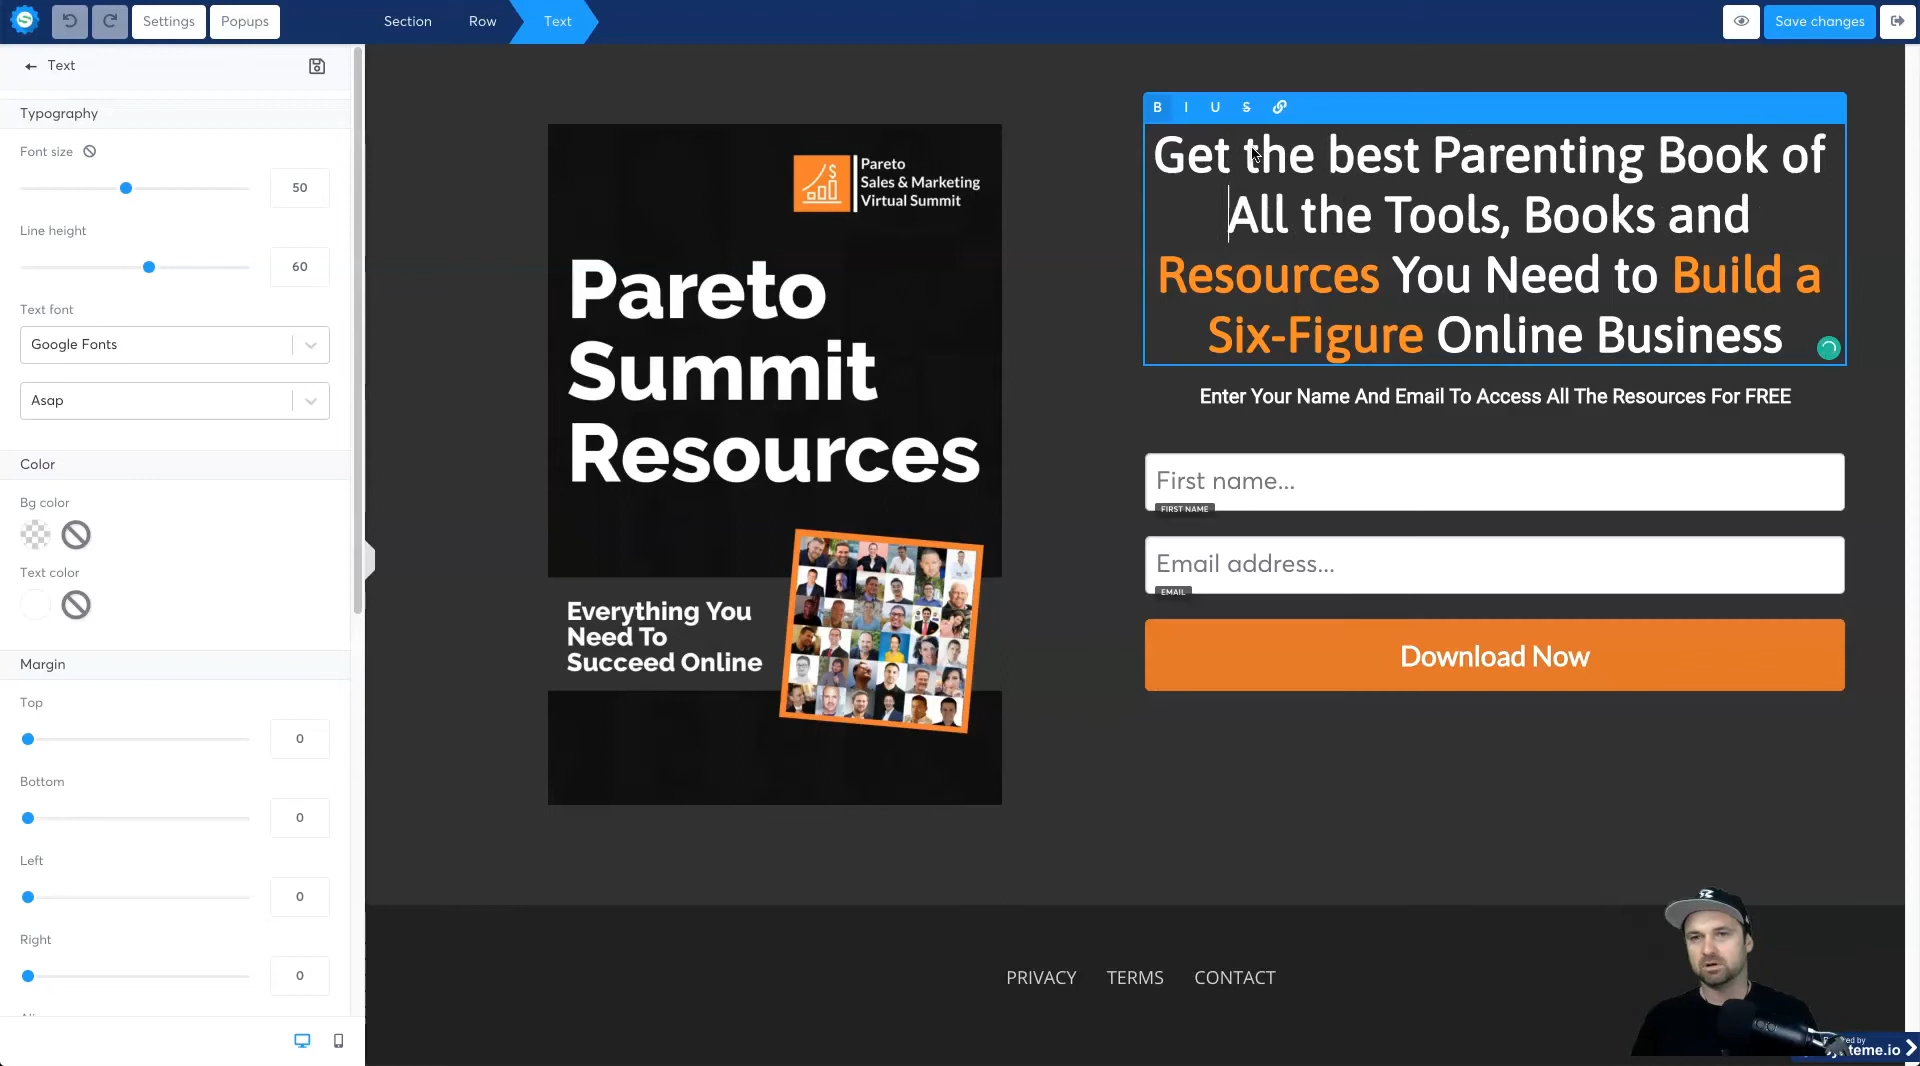 Settings
Popups
Section
Row
Text
Save changes
Text
Typography
Font size
50
Line height
60
Text font
Google Fonts
Asap
Color
Bg color
Text color
Margin
Top
0
Bottom
0
Left
0
Right
0
Pareto
Sales & Marketing
Virtual Summit
Pareto
Summit
Resources
Everything You
Need To
Succeed Online
B I U S
Get the best Parenting Book of
All the Tools, Books and
Resources You Need to Build a
Six-Figure Online Business
Enter Your Name And Email To Access All The Resources For FREE
First name...
FIRST NAME
Email address...
EMAIL
Download Now
PRIVACY TERMS CONTACT